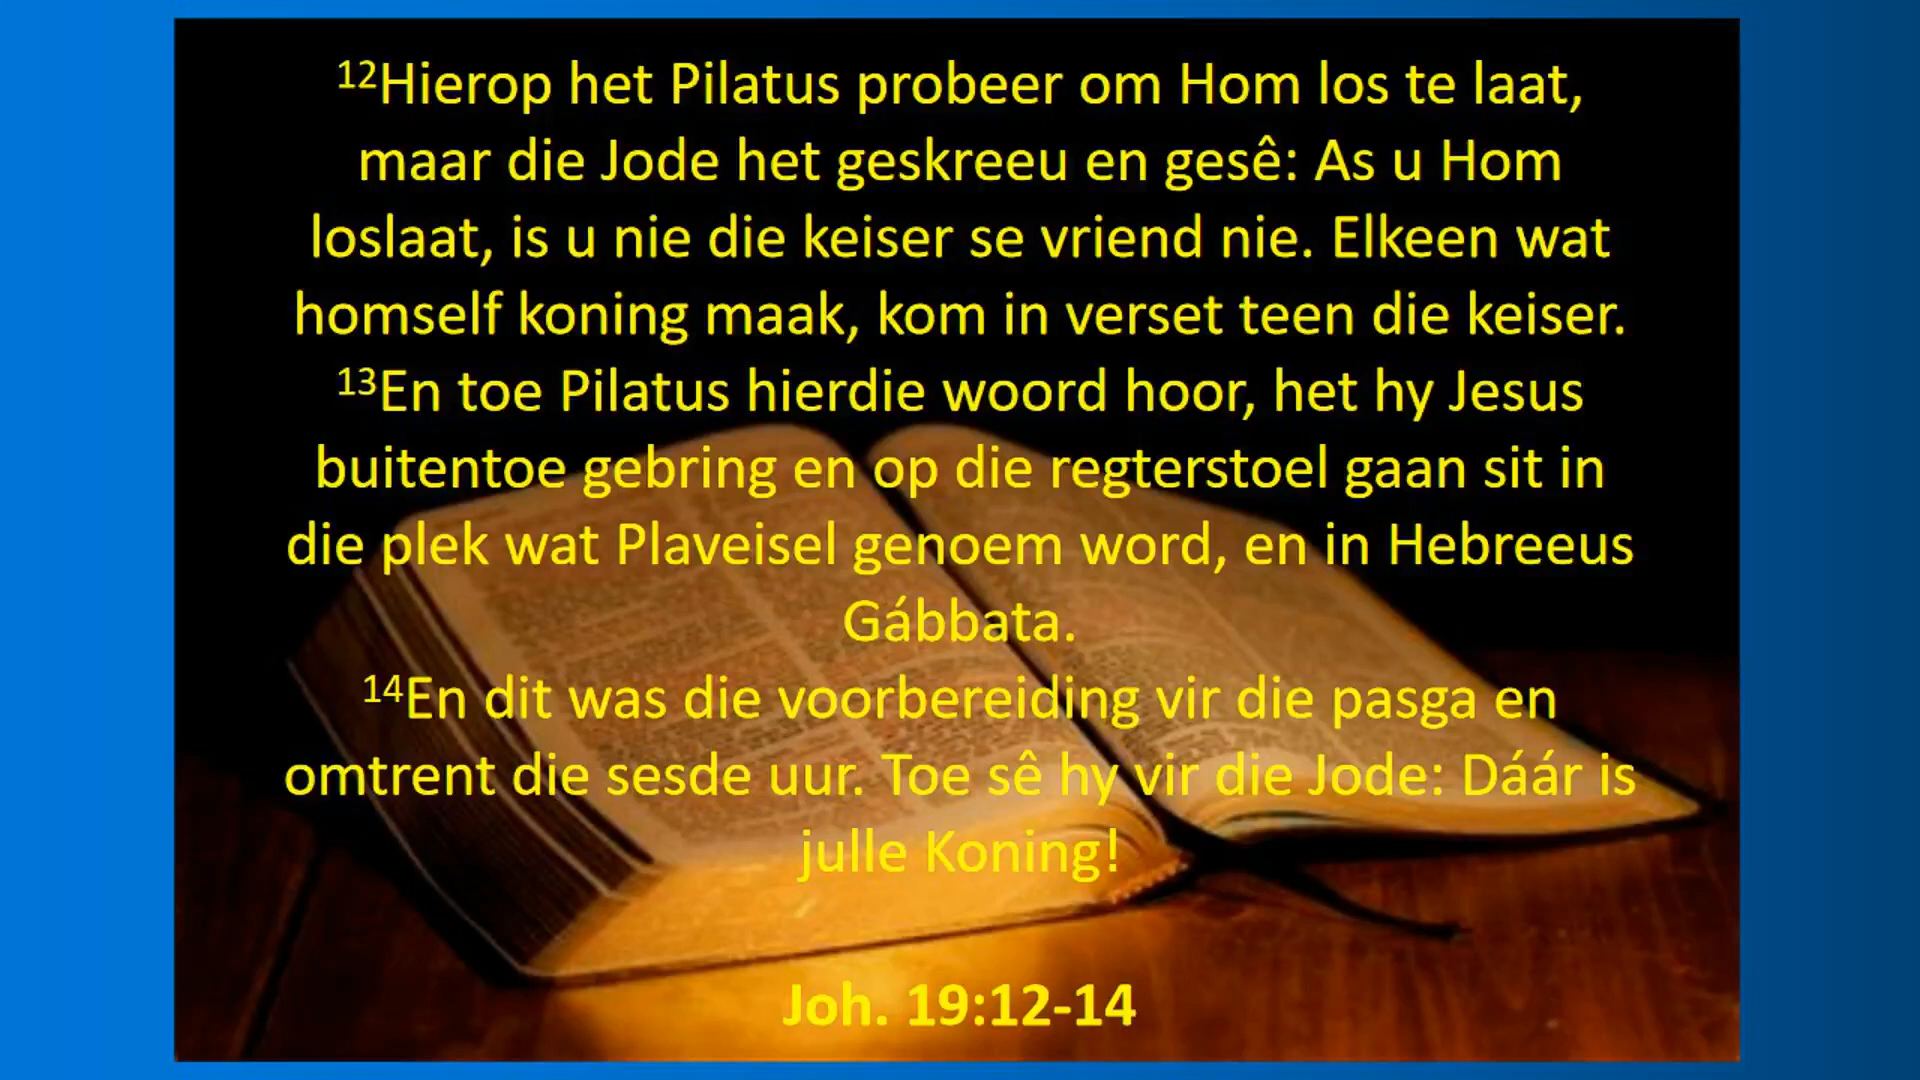 ¹²Hierop het Pilatus probeer om Hom los te laat,
maar die Jode het geskreeu en gesê: As u Hom
loslaat, is u nie die keiser se vriend nie. Elkeen wat
homself koning maak, kom in verset teen die keiser.
¹³En toe Pilatus hierdie woord hoor, het hy Jesus
buitentoe gebring en op die regterstoel gaan sit in
die plek wat Plaveisel genoem word, en in Hebreeus
Gábbata.
¹⁴En dit was die voorbereiding vir die pasga en
omtrent die sesde uur. Toe sê hy vir die Jode: Dáár is
julle Koning!
Joh. 19:12-14